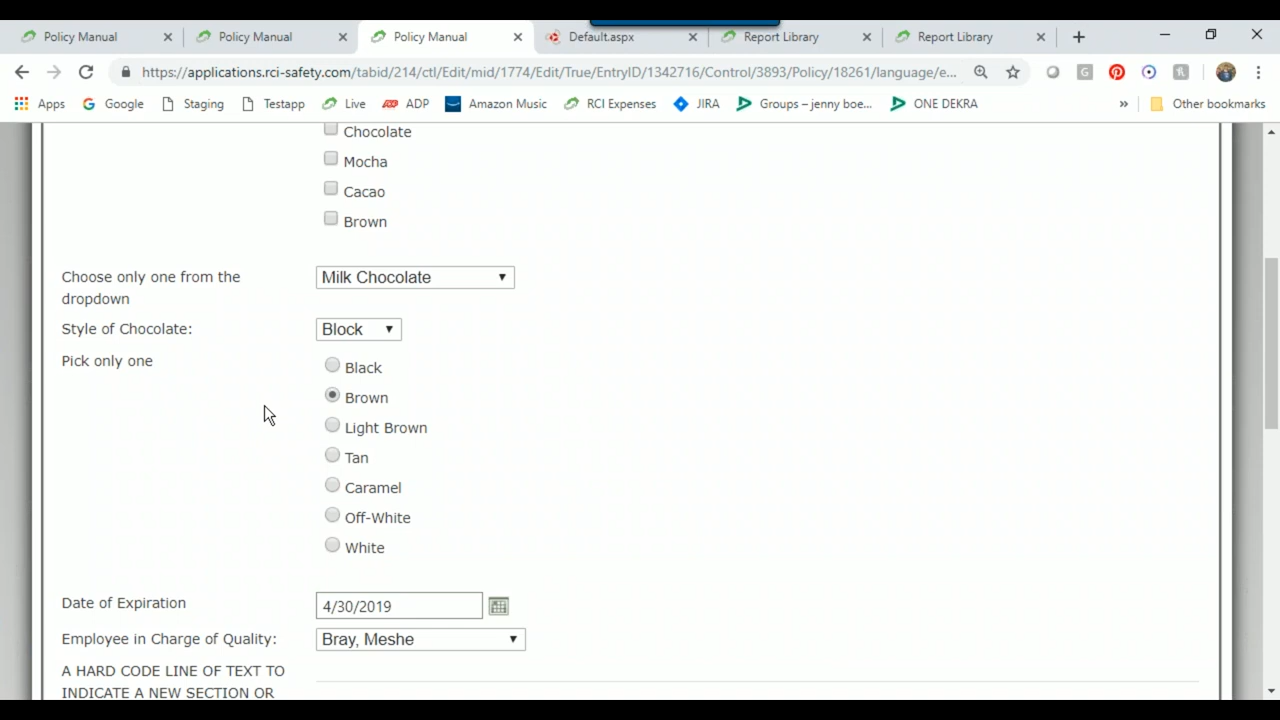 Policy Manual
Policy Manual
Policy Manual
Default.aspx
Report Library
Report Library
https://applications.rci-safety.com/tabid/214/ctl/Edit/mid/1774/Edit/True/EntryID/1342716/Control/3893/Policy/18261/language/e...
Apps
Google
Staging
Testapp
Live
ADP
Amazon Music
RCI Expenses
JIRA
Groups – jenny boe...
ONE DEKRA
»
Other bookmarks
Chocolate
Mocha
Cacao
Brown
Choose only one from the
dropdown
Milk Chocolate
Style of Chocolate:
Block
Pick only one
Black
Brown
Light Brown
Tan
Caramel
Off-White
White
Date of Expiration
4/30/2019
Employee in Charge of Quality:
Bray, Meshe
A HARD CODE LINE OF TEXT TO
INDICATE A NEW SECTION OR